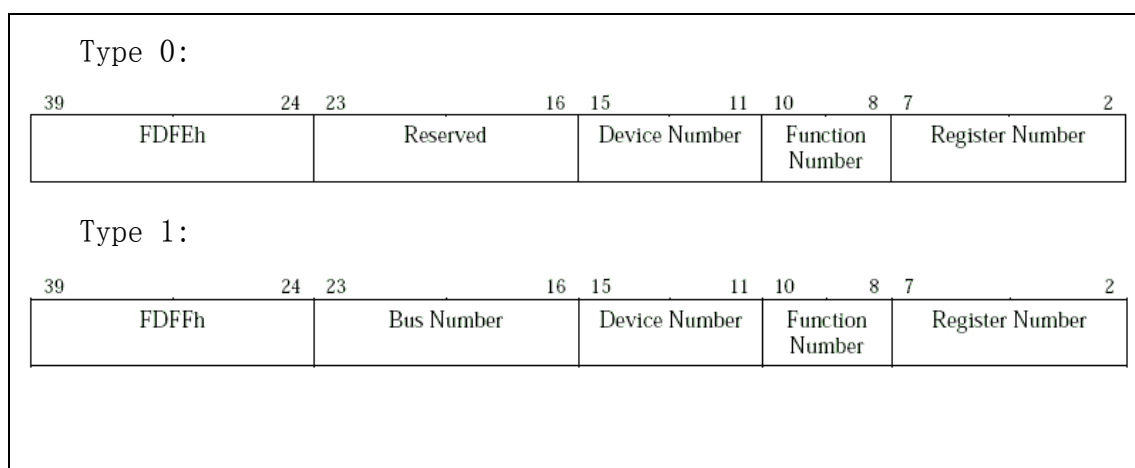 Type 0:
39 24 23 16 15 11 10 8 7 2
FDFEh Reserved Device Number Function Number Register Number
Type 1:
39 24 23 16 15 11 10 8 7 2
FDFFh Bus Number Device Number Function Number Register Number